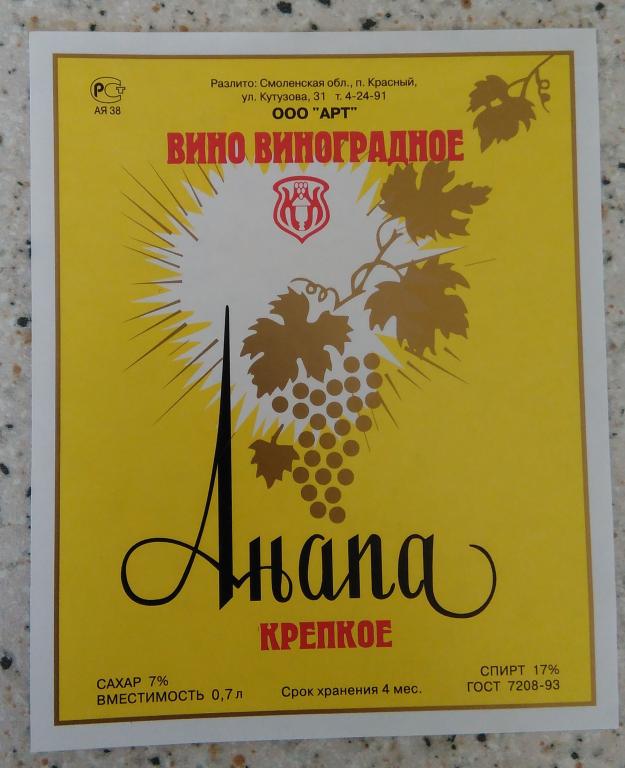 РСТ
АЯ 38
Разлито: Смоленская обл., п. Красный,
ул. Кутузова, 31 т. 4-24-91
ООО "АРТ"
ВИНО ВИНОГРАДНОЕ
Анапа
КРЕПКОЕ
САХАР 7%
ВМЕСТИМОСТЬ 0,7 л
Срок хранения 4 мес.
СПИРТ 17%
ГОСТ 7208-93